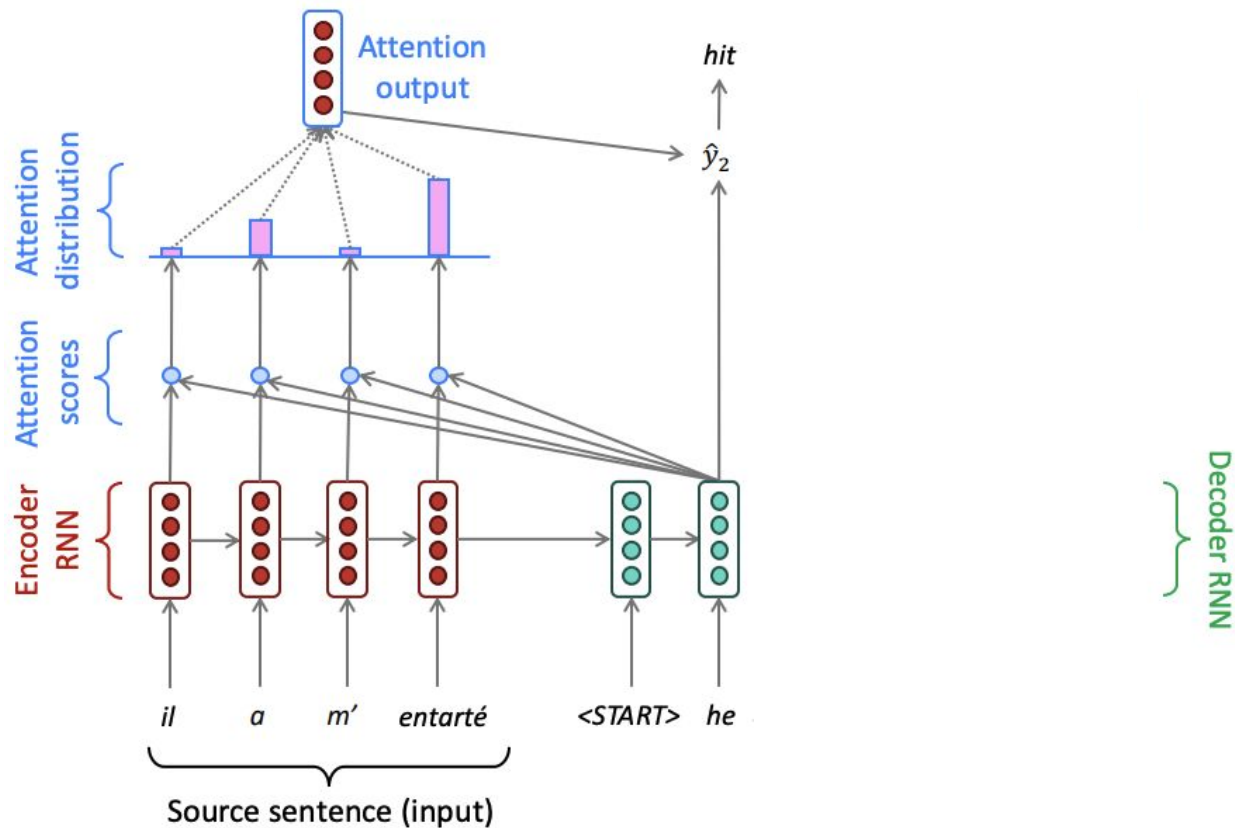 Attention
output
hit
ŷ₂
Attention
distribution
Attention
scores
Encoder
RNN
Decoder RNN
il
a
m’
entarté
<START>
he
Source sentence (input)